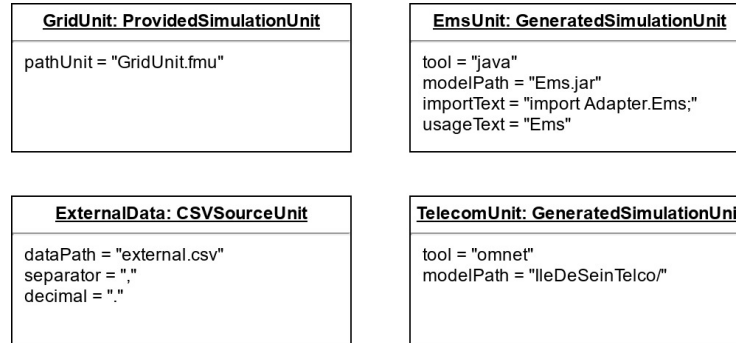 GridUnit: ProvidedSimulationUnit
pathUnit = "GridUnit.fmu"
EmsUnit: GeneratedSimulationUnit
tool = "java"
modelPath = "Ems.jar"
importText = "import Adapter.Ems;"
usageText = "Ems"
ExternalData: CSVSourceUnit
dataPath = "external.csv"
separator = ","
decimal = "."
TelecomUnit: GeneratedSimulationUni
tool = "omnet"
modelPath = "IleDeSeinTelco/"